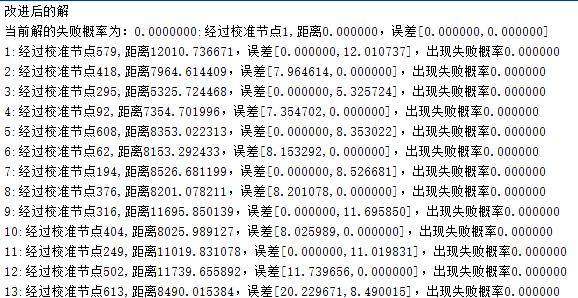 改进后的解
当前解的失败概率为：0.0000000:经过校准节点1,距离0.000000，误差[0.000000,0.000000]
1:经过校准节点579,距离12010.736671，误差[0.000000,12.010737]，出现失败概率0.000000
2:经过校准节点418,距离7964.614409，误差[7.964614,0.000000]，出现失败概率0.000000
3:经过校准节点295,距离5325.724468，误差[0.000000,5.325724]，出现失败概率0.000000
4:经过校准节点92,距离7354.701996，误差[7.354702,0.000000]，出现失败概率0.000000
5:经过校准节点608,距离8353.022313，误差[0.000000,8.353022]，出现失败概率0.000000
6:经过校准节点62,距离8153.292433，误差[8.153292,0.000000]，出现失败概率0.000000
7:经过校准节点194,距离8526.681199，误差[0.000000,8.526681]，出现失败概率0.000000
8:经过校准节点376,距离8201.078211，误差[8.201078,0.000000]，出现失败概率0.000000
9:经过校准节点316,距离11695.850139，误差[0.000000,11.695850]，出现失败概率0.000000
10:经过校准节点404,距离8025.989127，误差[8.025989,0.000000]，出现失败概率0.000000
11:经过校准节点249,距离11019.831078，误差[0.000000,11.019831]，出现失败概率0.000000
12:经过校准节点502,距离11739.655892，误差[11.739656,0.000000]，出现失败概率0.000000
13:经过校准节点613,距离8490.015384，误差[20.229671,8.490015]，出现失败概率0.000000